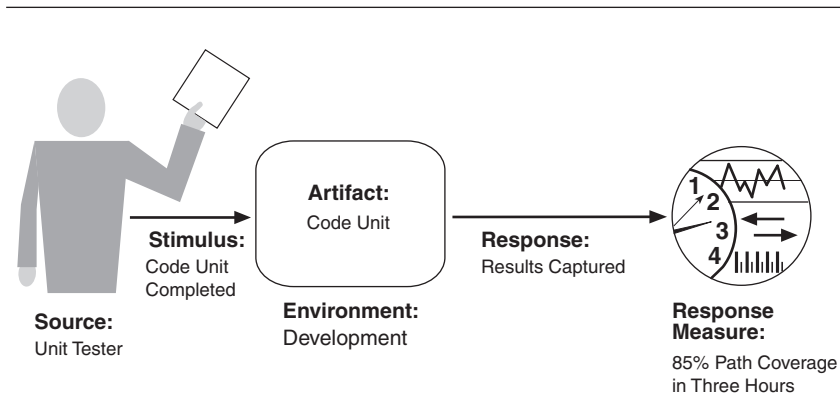 Source:
Unit Tester
Stimulus:
Code Unit
Completed
Artifact:
Code Unit
Environment:
Development
Response:
Results Captured
1
2
3
4
Response
Measure:
85% Path Coverage
in Three Hours